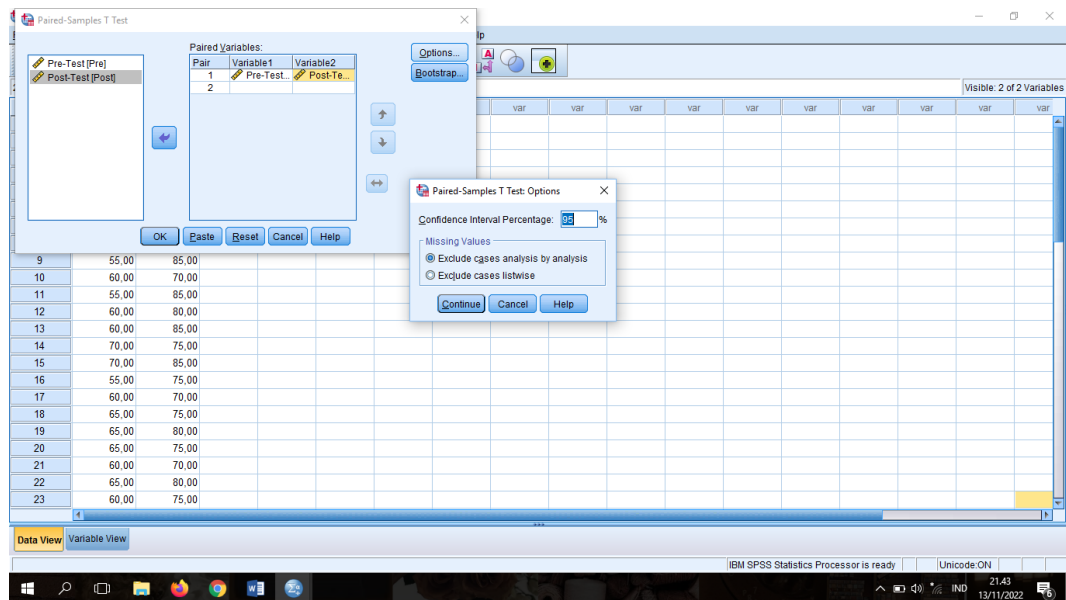 Paired-Samples T Test
lp
Paired Variables:
Pair Variable1 Variable2
1 Pre-Test... Post-Te...
2
Pre-Test [Pre]
Post-Test [Post]
Options...
Bootstrap...
OK Paste Reset Cancel Help
Visible: 2 of 2 Variables
var var var var var var var var var var
Paired-Samples T Test: Options
Confidence Interval Percentage: 95 %
Missing Values
Exclude cases analysis by analysis
Exclude cases listwise
Continue Cancel Help
9 55,00 85,00
10 60,00 70,00
11 55,00 85,00
12 60,00 80,00
13 60,00 85,00
14 70,00 75,00
15 70,00 85,00
16 55,00 75,00
17 60,00 70,00
18 65,00 75,00
19 65,00 80,00
20 65,00 75,00
21 60,00 70,00
22 65,00 80,00
23 60,00 75,00
Data View Variable View
IBM SPSS Statistics Processor is ready Unicode:ON
IND
21.43
13/11/2022
6